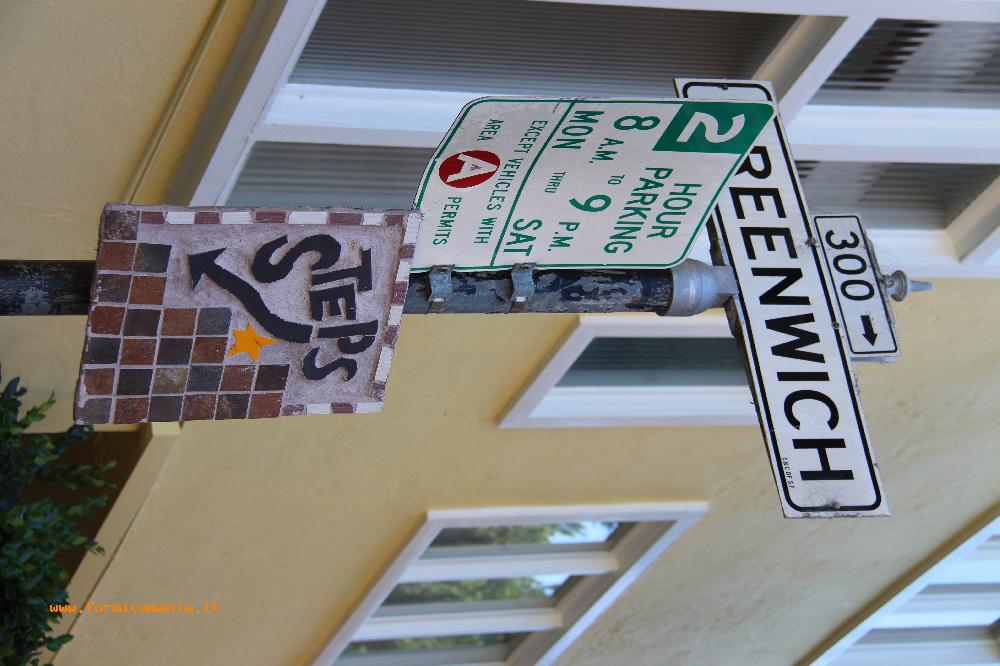 300 →
REENWICH
2
HOUR
PARKING
8 A.M. TO 9 P.M.
MON THRU SAT
EXCEPT VEHICLES WITH
AREA A PERMITS
STEPS
www.formicamania.it